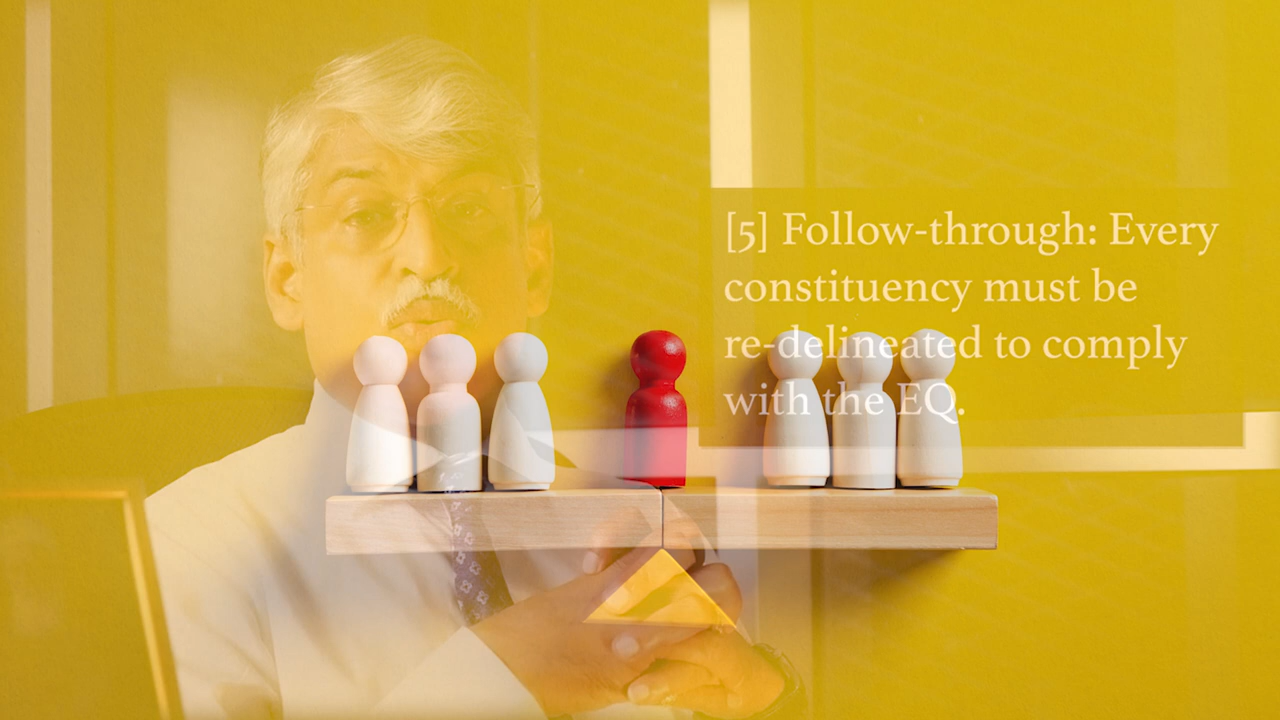 [5] Follow-through: Every
constituency must be
re-delineated to comply
with the EQ.